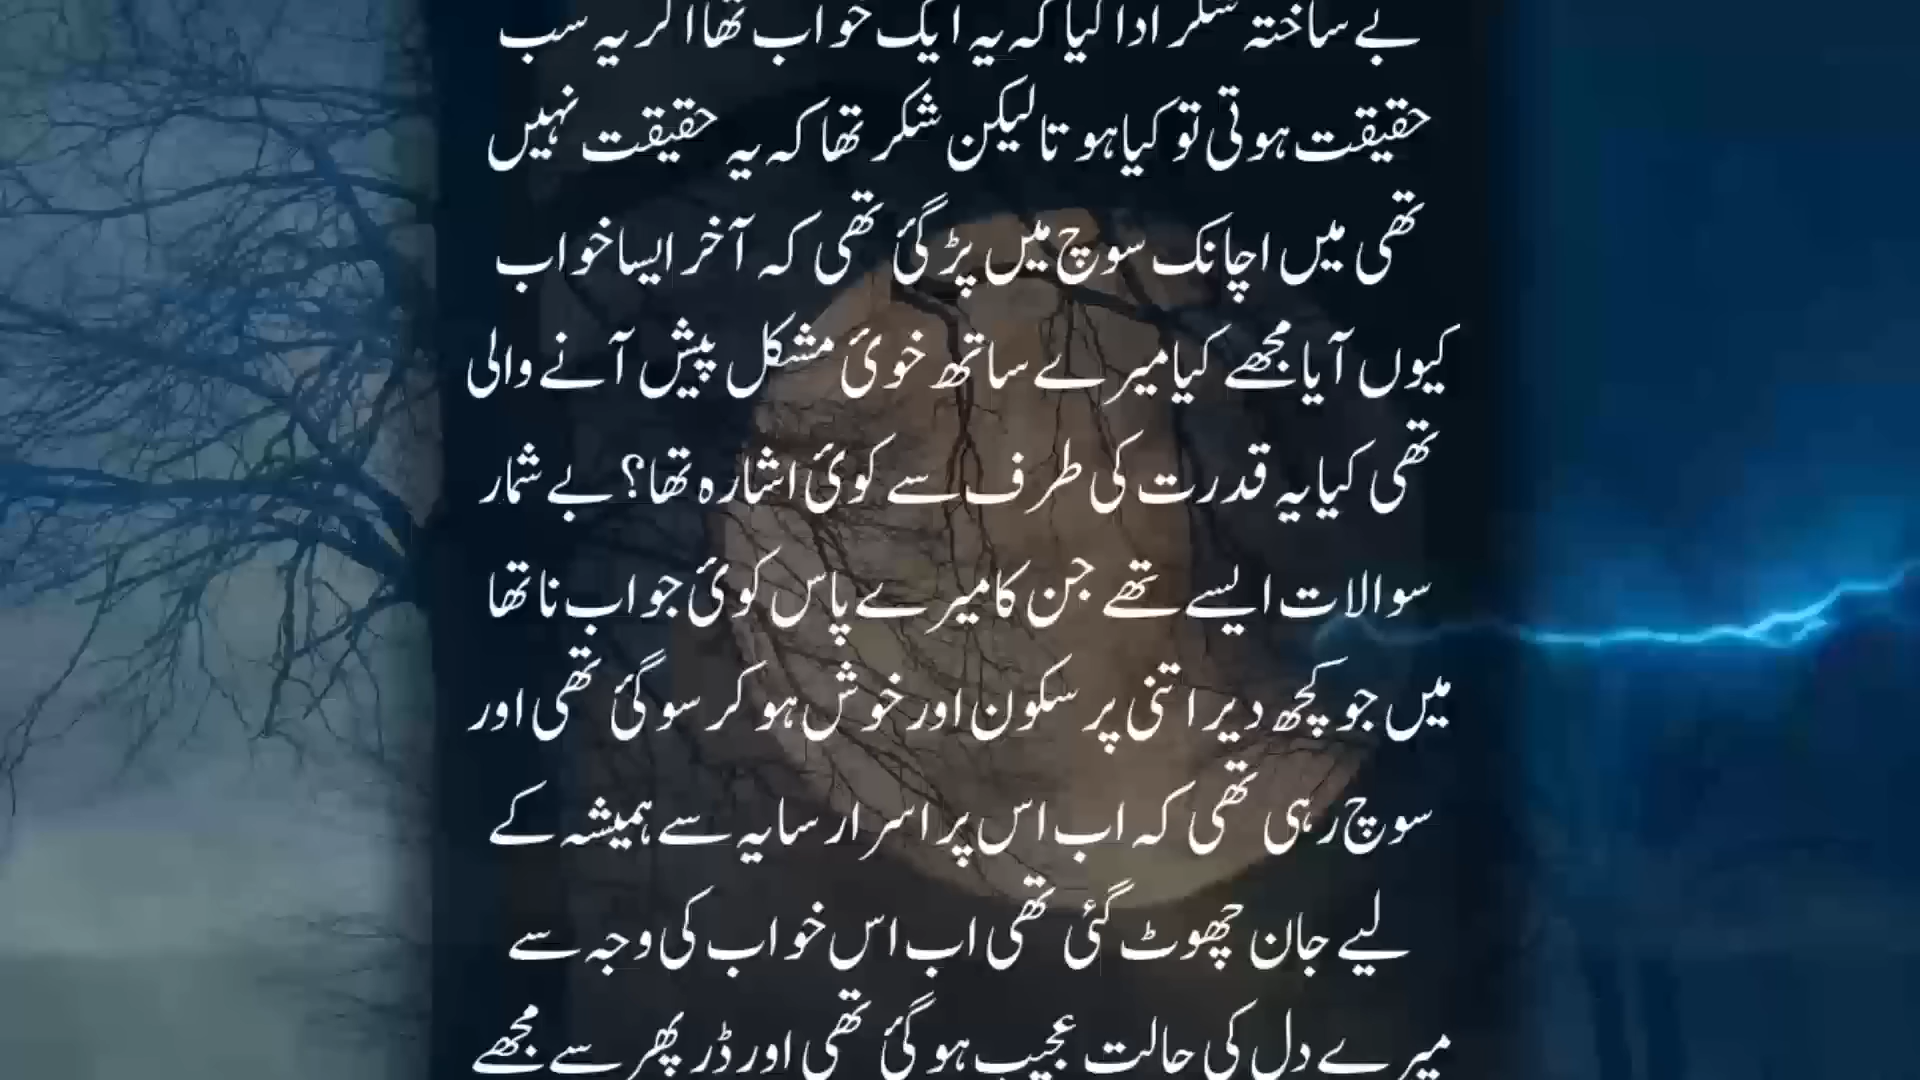 بے ساختہ شکر ادا کیا کہ یہ ایک خواب تھا اگر یہ سب
حقیقت ہوتی تو کیا ہو تا لیکن شکر تھا کہ یہ حقیقت نہیں
تھی میں اچانک سوچ میں پڑ گئ تھی کہ آخر ایسا خواب
کیوں آیا مجھے کیا میرے ساتھ خوئ مشکل پیش آنے والی
تھی کیا یہ قدرت کی طرف سے کوئ اشارہ تھا؟ بے شمار
سوالات ایسے تھے جن کا میرے پاس کوئ جواب نا تھا
میں جو کچھ دیر اتنی پر سکون اور خوش ہو کر سو گئ تھی اور
سوچ رہی تھی کہ اب اس پر اسرار سایہ سے ہمیشہ کے
لیے جان چھوٹ گئی تھی اب اس خواب کی وجہ سے
میرے دل کی حالت عجیب ہو گئ تھی اور ڈر پھر سے مجھے